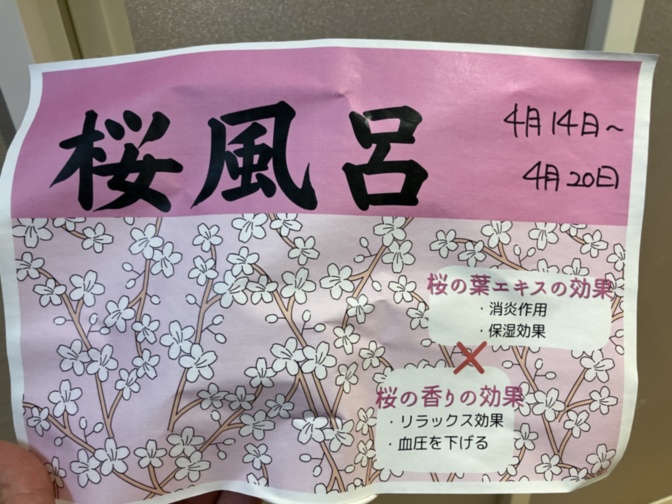 桜風呂
4月14日～
4月20日
桜の葉エキスの効果
・消炎作用
・保湿効果
×
桜の香りの効果
・リラックス効果
・血圧を下げる